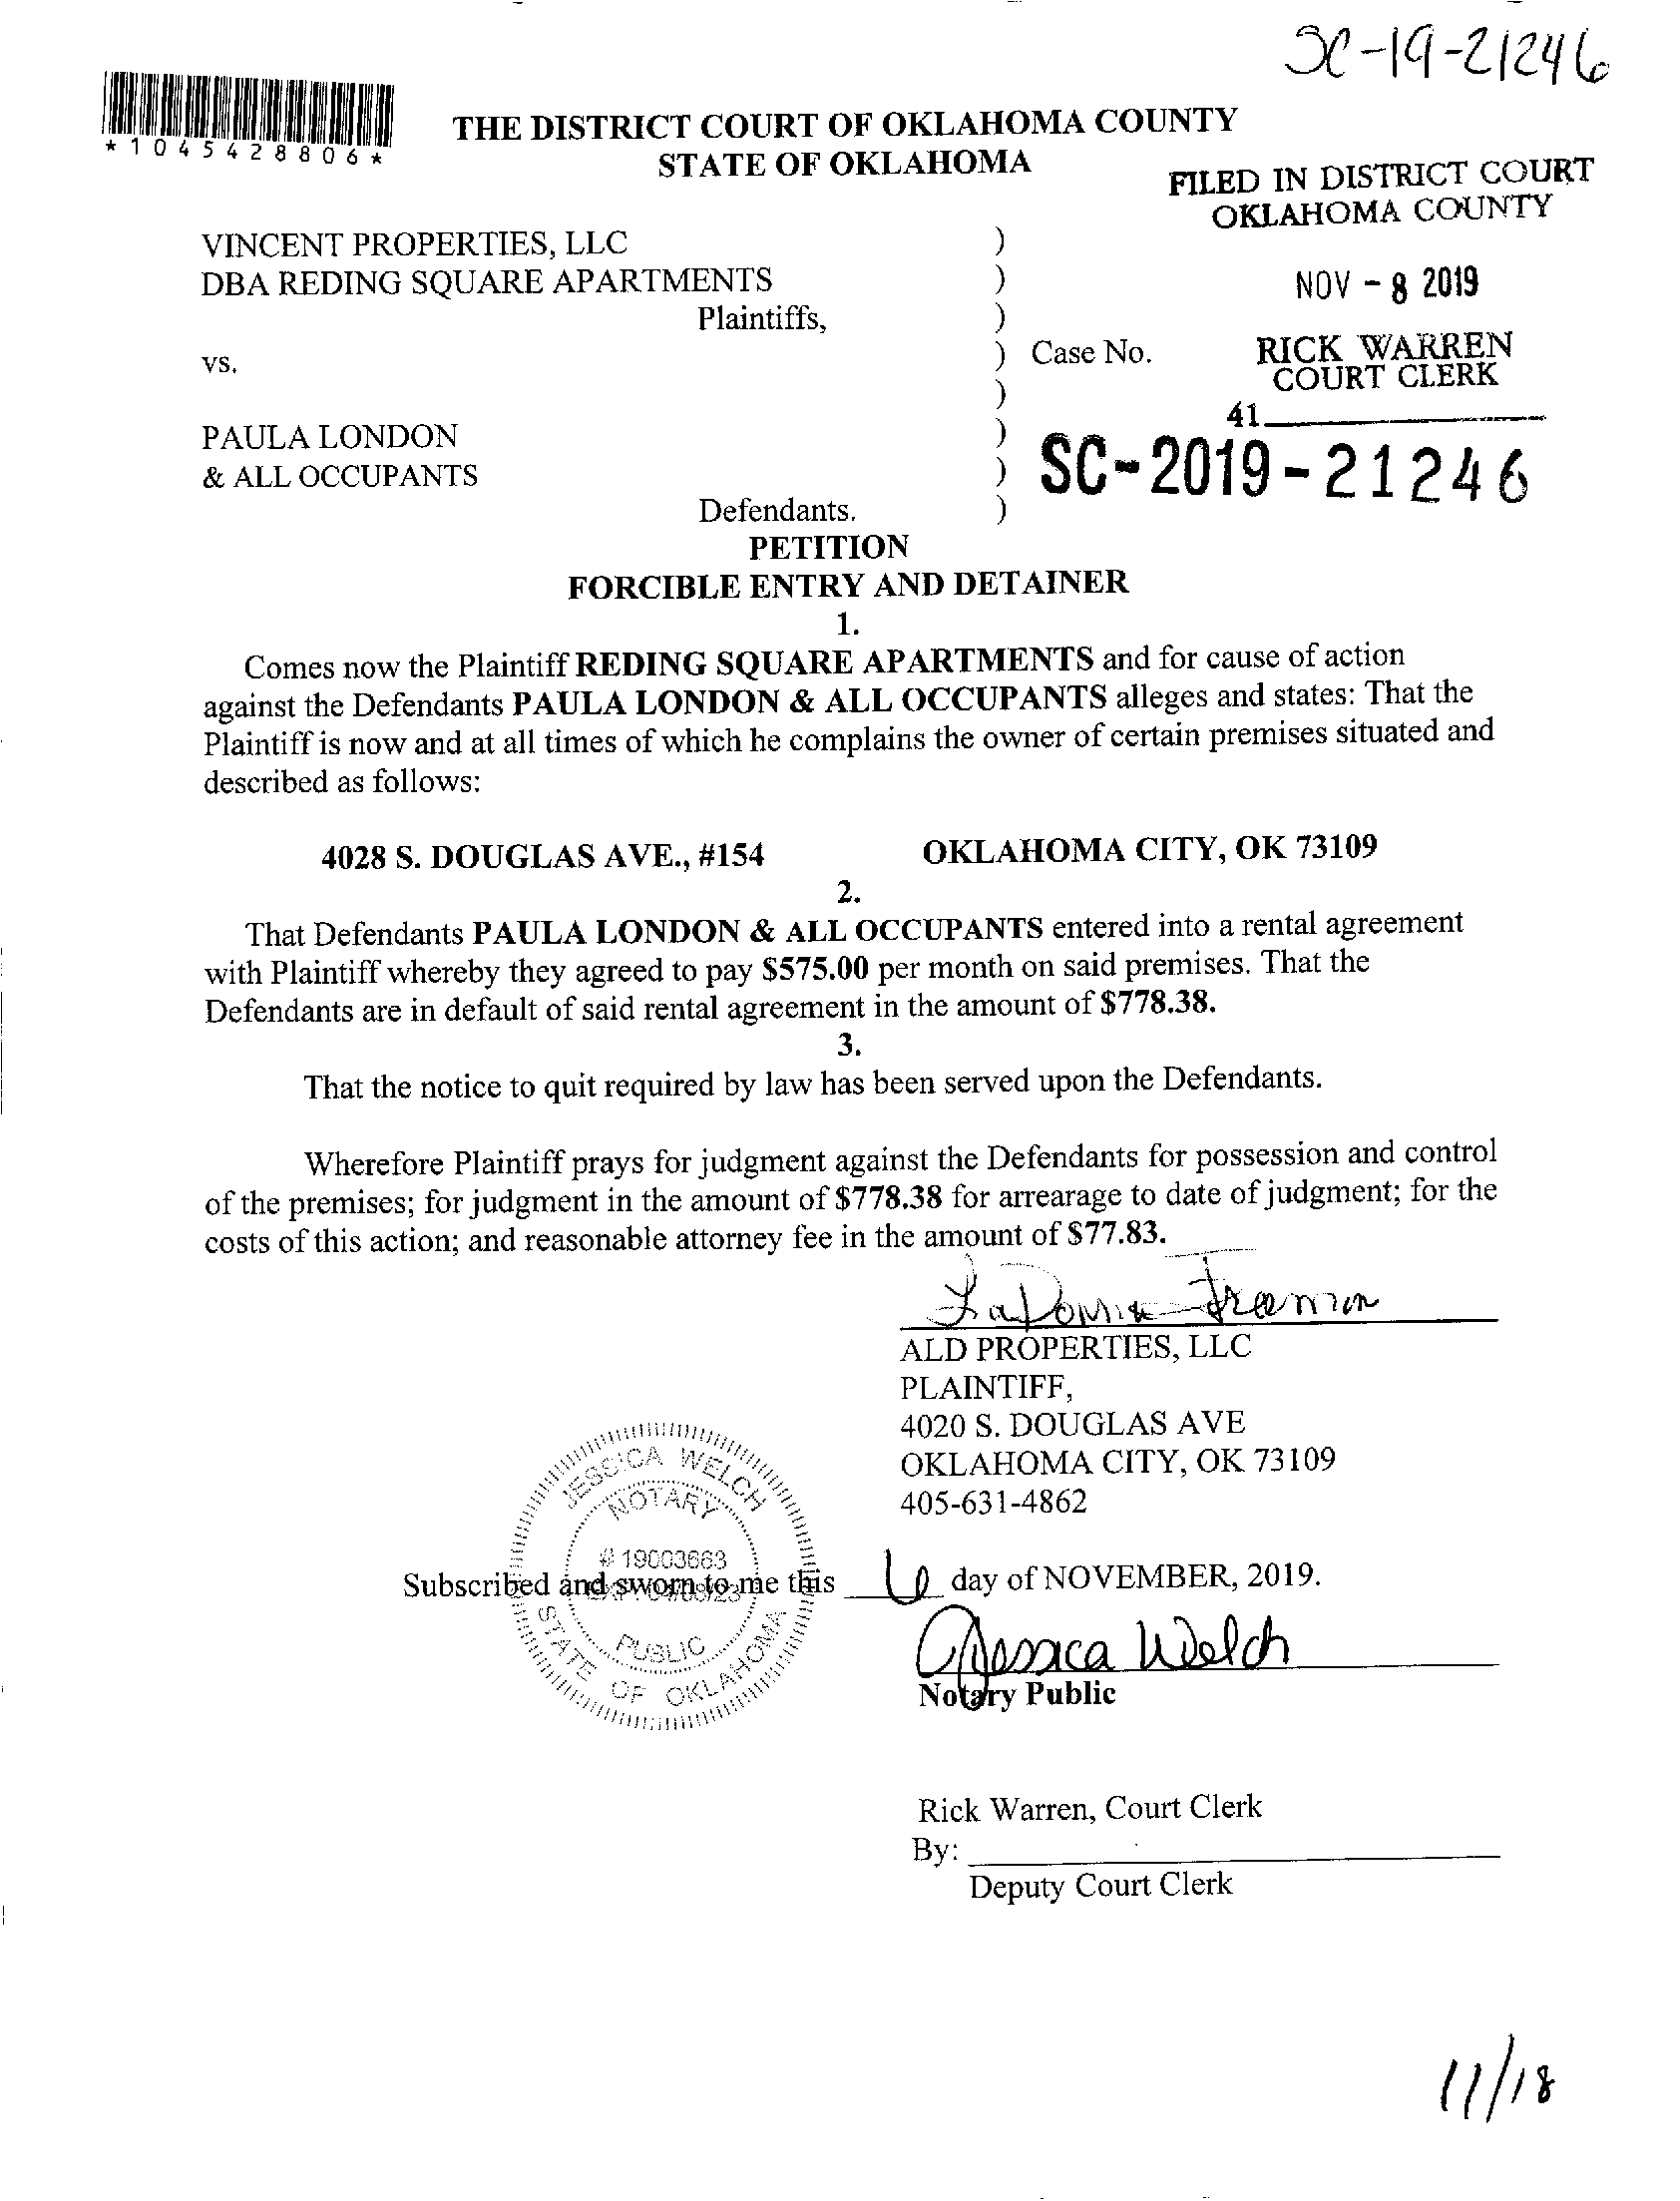 SC-19-21246
*1045428806*
THE DISTRICT COURT OF OKLAHOMA COUNTY
STATE OF OKLAHOMA
FILED IN DISTRICT COURT
OKLAHOMA COUNTY
VINCENT PROPERTIES, LLC )
DBA REDING SQUARE APARTMENTS )
NOV - 8 2019
Plaintiffs, )
vs. ) Case No.
RICK WARREN
COURT CLERK
)
41
PAULA LONDON )
& ALL OCCUPANTS ) SC-2019-21246
Defendants. )
PETITION
FORCIBLE ENTRY AND DETAINER
1.
Comes now the Plaintiff REDING SQUARE APARTMENTS and for cause of action
against the Defendants PAULA LONDON & ALL OCCUPANTS alleges and states: That the
Plaintiff is now and at all times of which he complains the owner of certain premises situated and
described as follows:
4028 S. DOUGLAS AVE., #154 OKLAHOMA CITY, OK 73109
2.
That Defendants PAULA LONDON & ALL OCCUPANTS entered into a rental agreement
with Plaintiff whereby they agreed to pay $575.00 per month on said premises. That the
Defendants are in default of said rental agreement in the amount of $778.38.
3.
That the notice to quit required by law has been served upon the Defendants.
Wherefore Plaintiff prays for judgment against the Defendants for possession and control
of the premises; for judgment in the amount of $778.38 for arrearage to date of judgment; for the
costs of this action; and reasonable attorney fee in the amount of $77.83.
ALD PROPERTIES, LLC
PLAINTIFF,
4020 S. DOUGLAS AVE
OKLAHOMA CITY, OK 73109
405-631-4862
JESSICA WELCH
NOTARY
# 19003663
Subscribed and sworn to me this 6 day of NOVEMBER, 2019.
PUBLIC
STATE OF OKLAHOMA
Jessica Welch
Notary Public
Rick Warren, Court Clerk
By:
Deputy Court Clerk
11/18